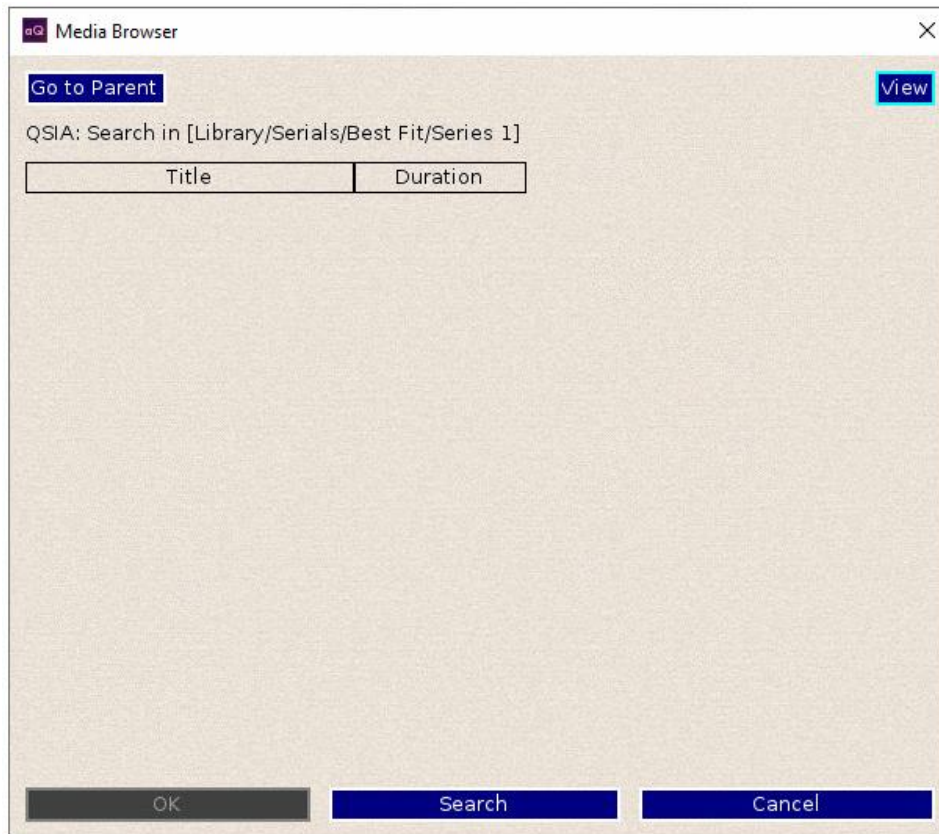 aQ Media Browser
Go to Parent View
QSIA: Search in [Library/Serials/Best Fit/Series 1]
Title Duration
OK Search Cancel